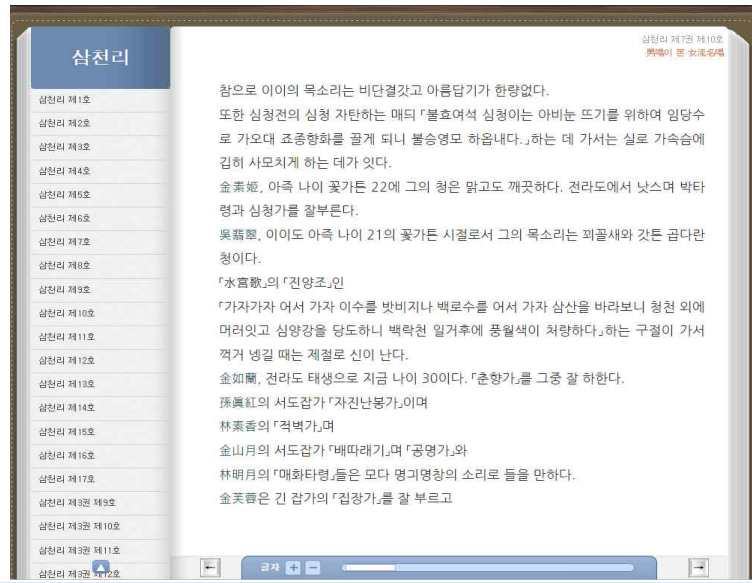 삼천리
삼천리 제1호
삼천리 제2호
삼천리 제3호
삼천리 제4호
삼천리 제5호
삼천리 제6호
삼천리 제7호
삼천리 제8호
삼천리 제9호
삼천리 제10호
삼천리 제11호
삼천리 제12호
삼천리 제13호
삼천리 제14호
삼천리 제15호
삼천리 제16호
삼천리 제17호
삼천리 제3권 제9호
삼천리 제3권 제10호
삼천리 제3권 제11호
삼천리 제3권 제12호
삼천리 제7권 제10호
男唱이 본 女流名唱
참으로 이이의 목소리는 비단결갓고 아름답기가 한량없다.
또한 심청전의 심청 자탄하는 매듸 「불효여석 심청이는 아비눈 뜨기를 위하여 임당수
로 가오대 죠종향화를 끌게 되니 불승영모 하옵내다.」하는 데 가서는 실로 가속슴에
깁히 사모치게 하는 데가 잇다.
金素姬, 아즉 나이 꽃가튼 22에 그의 청은 맑고도 깨끗하다. 전라도에서 낫스며 박타
령과 심청가를 잘부른다.
吳翡翠, 이이도 아즉 나이 21의 꽃가튼 시절로서 그의 목소리는 꾀꼴새와 갓튼 곱다란
청이다.
「水宮歌」의 「진양조」인
「가자가자 어서 가자 이수를 밧비지나 백로수를 어서 가자 삼산을 바라보니 청천 외에
머러잇고 심양강을 당도하니 백락천 일거후에 풍월색이 처량하다」하는 구절이 가서
꺽거 넹길 때는 제절로 신이 난다.
金如蘭, 전라도 태생으로 지금 나이 30이다. 「춘향가」를 그중 잘 하한다.
孫眞紅의 서도잡가 「자진난봉가」이며
林素香의 「적벽가」며
金山月의 서도잡가 「배따래기」며 「공명가」와
林明月의 「매화타령」들은 모다 명긔명창의 소리로 들을 만하다.
金芙蓉은 긴 잡가의 「집장가」를 잘 부르고
글자